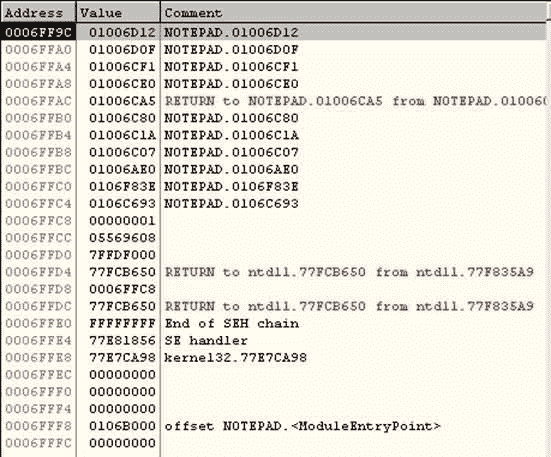 Address Value Comment
0006FF9C 01006D12 NOTEPAD.01006D12
0006FFA0 01006D0F NOTEPAD.01006D0F
0006FFA4 01006CF1 NOTEPAD.01006CF1
0006FFA8 01006CE0 NOTEPAD.01006CE0
0006FFAC 01006CA5 RETURN to NOTEPAD.01006CA5 from NOTEPAD.01006
0006FFB0 01006C80 NOTEPAD.01006C80
0006FFB4 01006C1A NOTEPAD.01006C1A
0006FFB8 01006C07 NOTEPAD.01006C07
0006FFBC 01006AE0 NOTEPAD.01006AE0
0006FFC0 0106F83E NOTEPAD.0106F83E
0006FFC4 0106C693 NOTEPAD.0106C693
0006FFC8 00000001
0006FFCC 05569608
0006FFD0 7FFDF000
0006FFD4 77FCB650 RETURN to ntdll.77FCB650 from ntdll.77F835A9
0006FFD8 0006FFC8
0006FFDC 77FCB650 RETURN to ntdll.77FCB650 from ntdll.77F835A9
0006FFE0 FFFFFFFF End of SEH chain
0006FFE4 77E81856 SE handler
0006FFE8 77E7CA98 kernel32.77E7CA98
0006FFEC 00000000
0006FFF0 00000000
0006FFF4 00000000
0006FFF8 0106B000 offset NOTEPAD.<ModuleEntryPoint>
0006FFFC 00000000